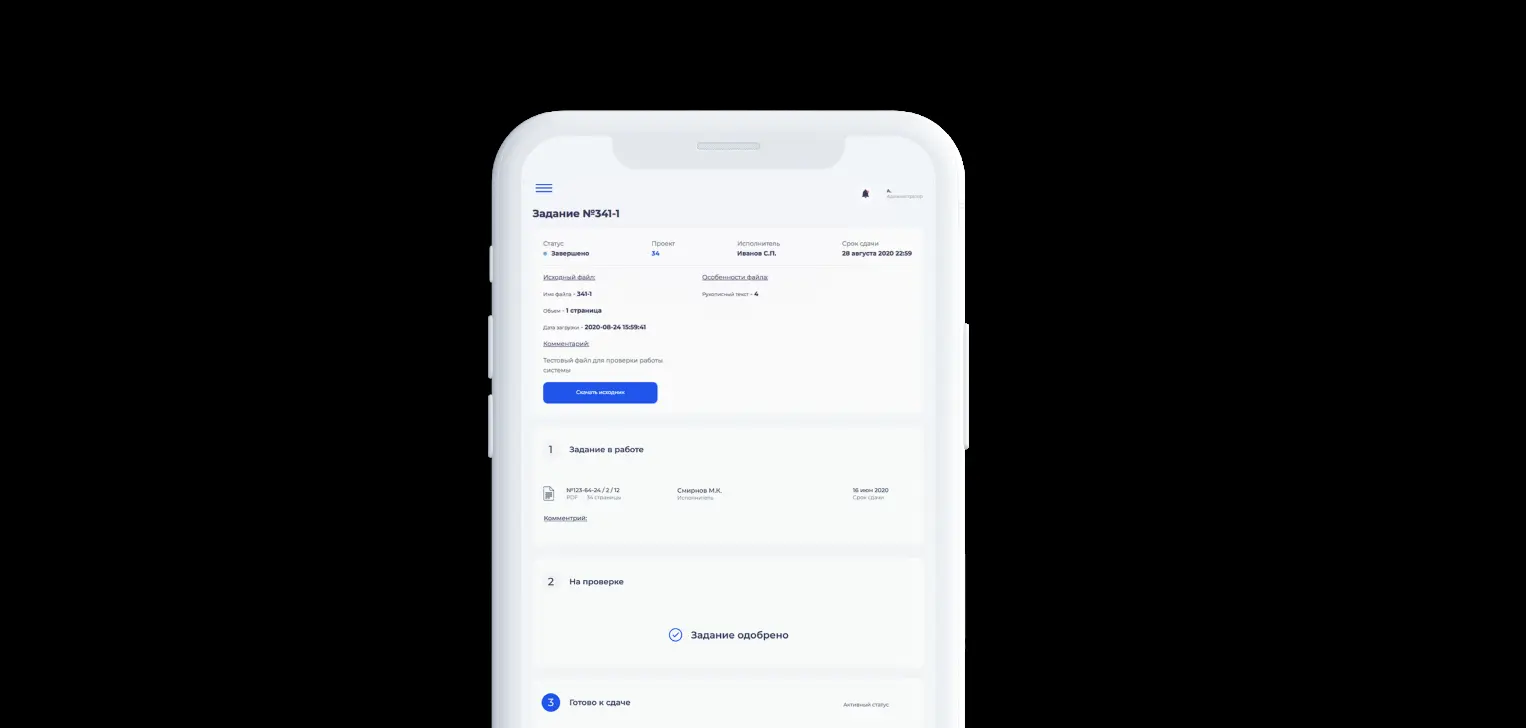 А.
Администратор
Задание №341-1
Статус Проект Исполнитель Срок сдачи
Завершено 34 Иванов С.П. 28 августа 2020 22:59
Исходный файл: Особенности файла:
Имя файла - 341-1 Рукописный текст - 4
Объем - 1 страница
Дата загрузки - 2020-08-24 15:59:41
Комментарий:
Тестовый файл для проверки работы
системы
Скачать исходник
1 Задание в работе
№123-64-24 / 2 / 12 Смирнов М.К. 16 июн 2020
PDF 34 страницы Исполнитель Срок сдачи
Комментрий:
2 На проверке
Задание одобрено
3 Готово к сдаче Активный статус